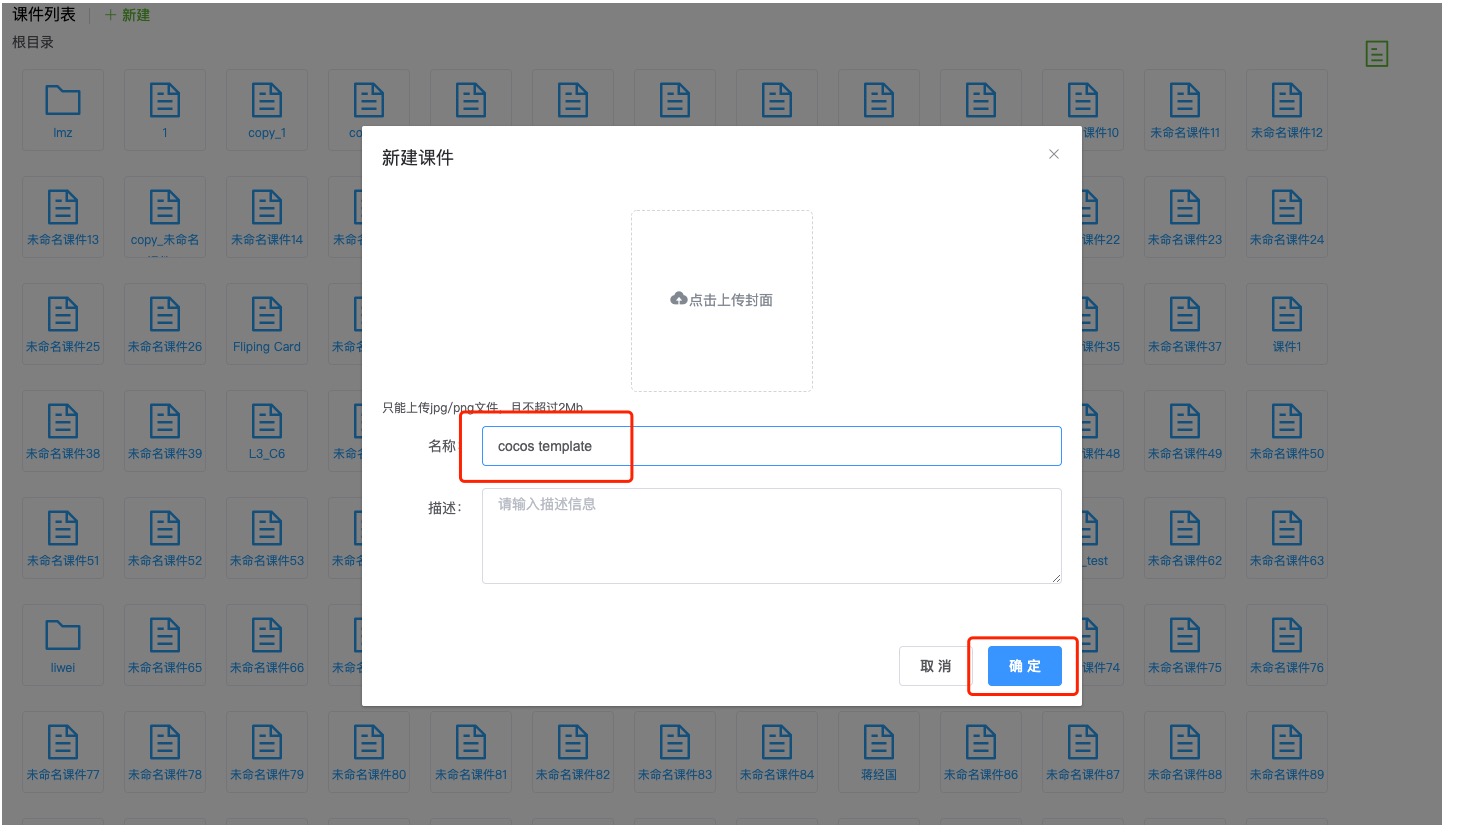 课件列表 | + 新建
根目录
lmz
1
copy_1
课件10
未命名课件11
未命名课件12
新建课件
未命名课件13
copy_未命名
未命名课件14
课件22
未命名课件23
未命名课件24
点击上传封面
未命名课件25
未命名课件26
Fliping Card
课件35
未命名课件37
课件1
只能上传jpg/png文件，且不超过2Mb
名称
cocos template
未命名课件38
未命名课件39
L3_C6
课件48
未命名课件49
未命名课件50
描述：
请输入描述信息
未命名课件51
未命名课件52
未命名课件53
_test
未命名课件62
未命名课件63
liwei
未命名课件65
未命名课件66
取 消
确 定
课件74
未命名课件75
未命名课件76
未命名课件77
未命名课件78
未命名课件79
未命名课件80
未命名课件81
未命名课件82
未命名课件83
未命名课件84
蒋经国
未命名课件86
未命名课件87
未命名课件88
未命名课件89